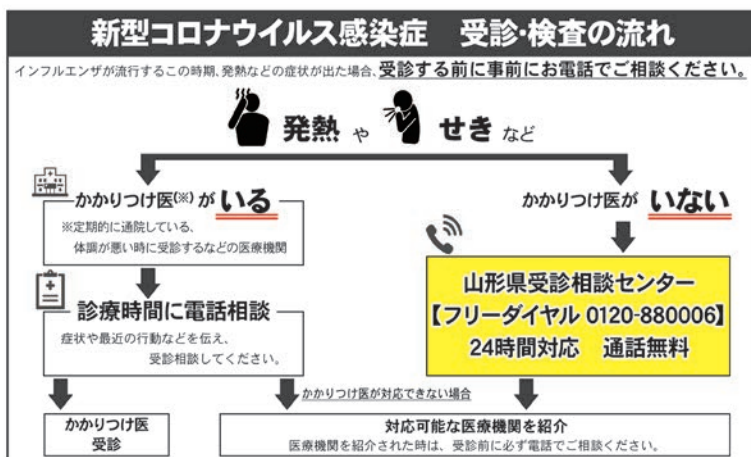 新型コロナウイルス感染症 受診・検査の流れ
インフルエンザが流行するこの時期、発熱などの症状が出た場合、受診する前に事前にお電話でご相談ください。
発熱 や せき など
かかりつけ医(※)が いる
※定期的に通院している、
体調が悪い時に受診するなどの医療機関
診療時間に電話相談
症状や最近の行動などを伝え、
受診相談してください。
かかりつけ医が いない
山形県受診相談センター
【フリーダイヤル 0120-880006】
24時間対応 通話無料
かかりつけ医が対応できない場合
かかりつけ医
受診
対応可能な医療機関を紹介
医療機関を紹介された時は、受診前に必ず電話でご相談ください。